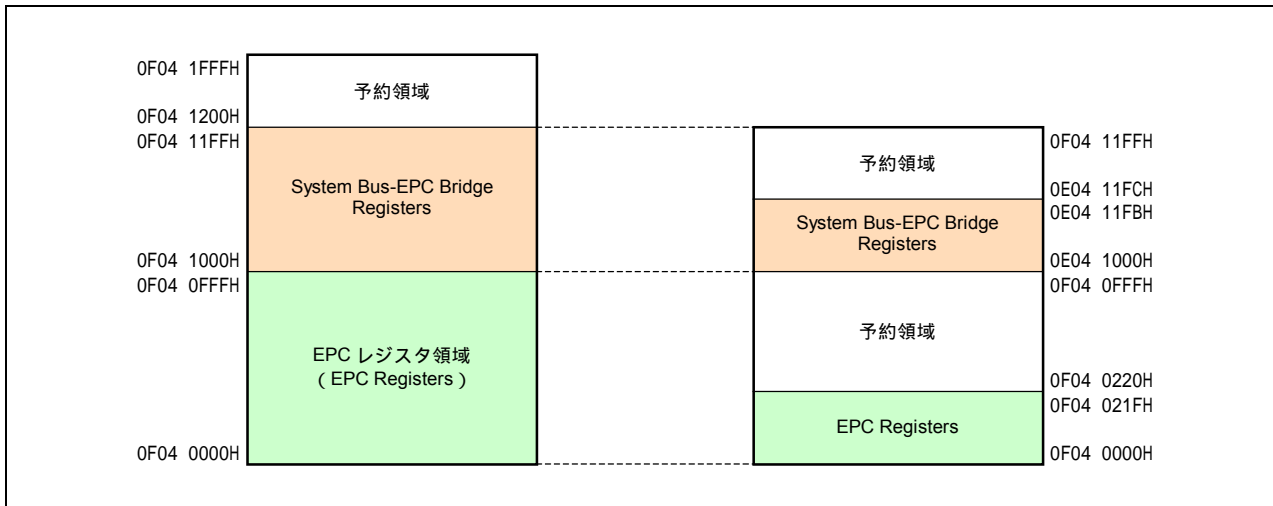 0F04 1FFFH
予約領域
0F04 1200H
0F04 11FFH
System Bus-EPC Bridge
Registers
0F04 1000H
0F04 0FFFH
EPC レジスタ領域
( EPC Registers )
0F04 0000H
0F04 11FFH
予約領域
0E04 11FCH
0E04 11FBH
System Bus-EPC Bridge
Registers
0E04 1000H
0F04 0FFFH
予約領域
0F04 0220H
0F04 021FH
EPC Registers
0F04 0000H